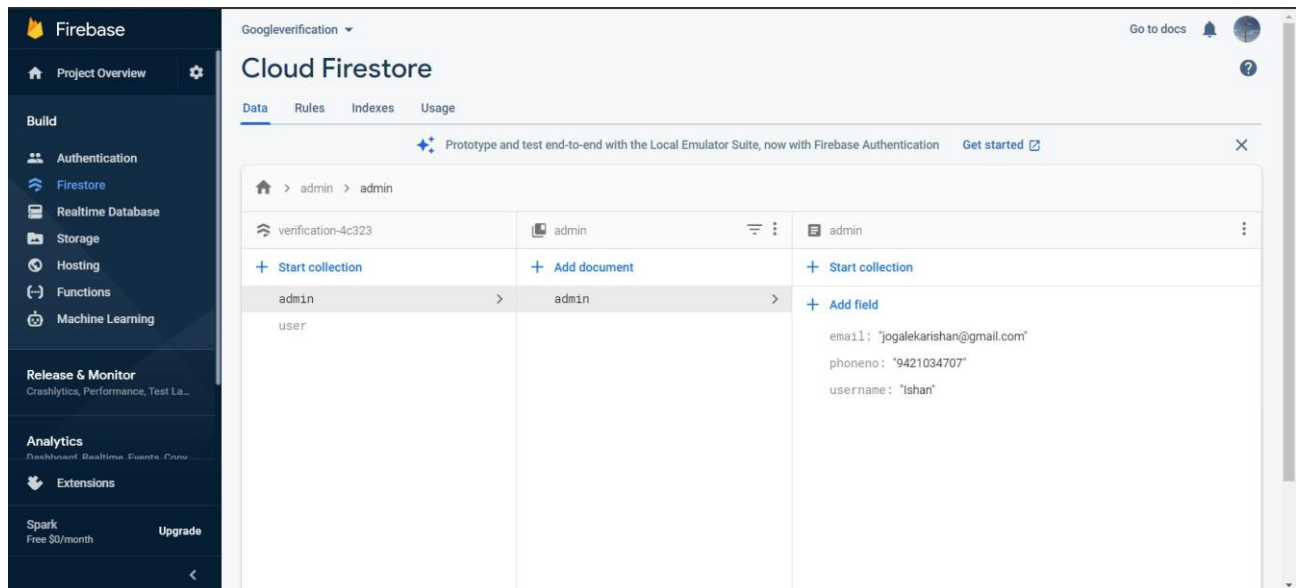 Firebase
Project Overview
Build
Authentication
Firestore
Realtime Database
Storage
Hosting
Functions
Machine Learning
Release & Monitor
Crashlytics, Performance, Test La...
Analytics
Dashboard, Realtime, Events, Conv
Extensions
Spark
Free $0/month
Upgrade
Googleverification
Go to docs
Cloud Firestore
Data Rules Indexes Usage
Prototype and test end-to-end with the Local Emulator Suite, now with Firebase Authentication Get started
admin > admin
verification-4c323
Start collection
admin
user
admin
Add document
admin
admin
Start collection
Add field
email: "jogalekarishan@gmail.com"
phoneno: "9421034707"
username: "Ishan"